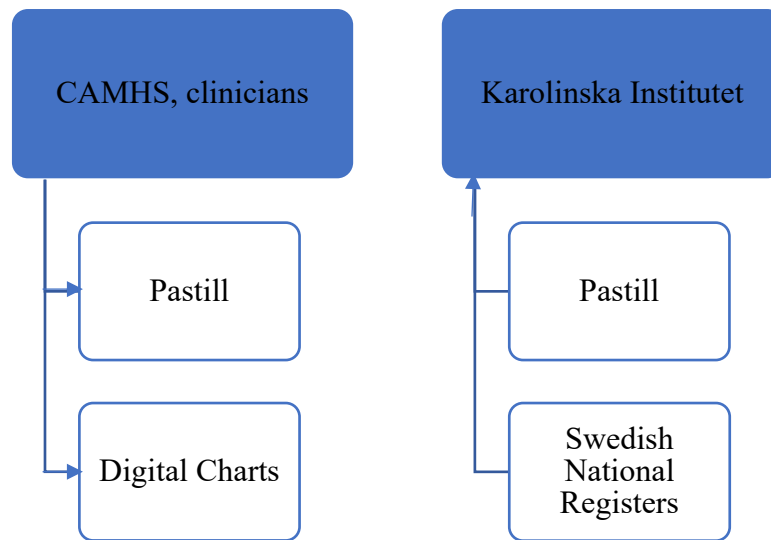 CAMHS, clinicians
Pastill
Digital Charts
Karolinska Institutet
Pastill
Swedish
National
Registers